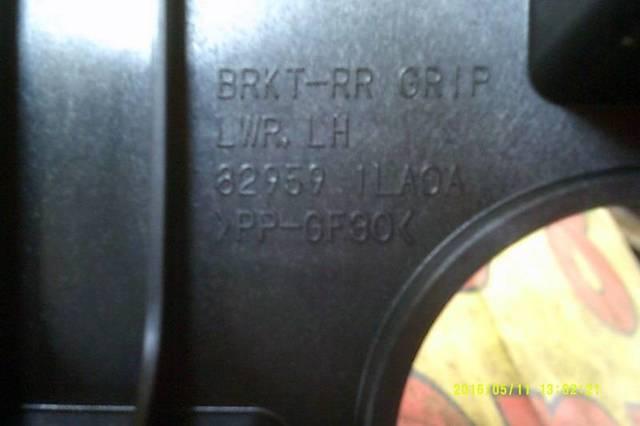 BRKT-RR GRIP
LWR, LH
82959 1LA0A
>PP-GF30<
2016/05/11 13:32:21